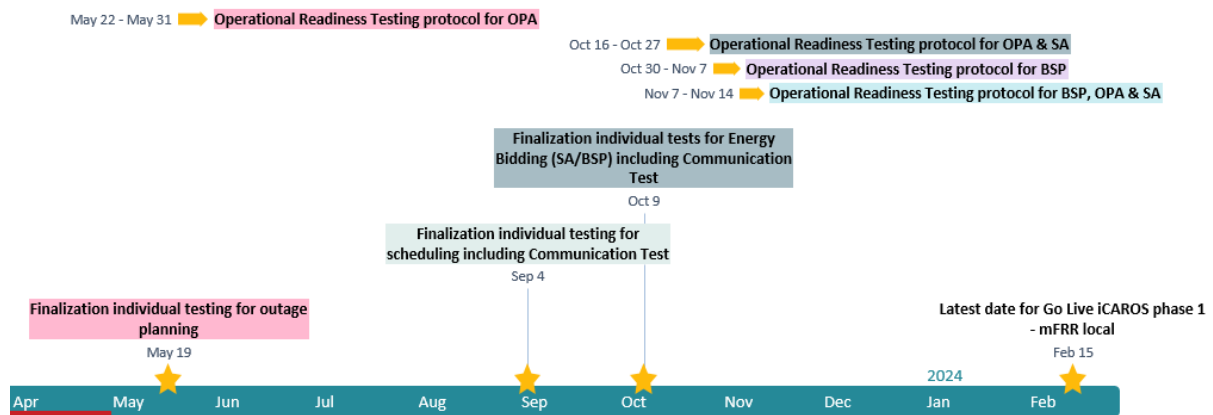 May 22 - May 31 Operational Readiness Testing protocol for OPA
Oct 16 - Oct 27 Operational Readiness Testing protocol for OPA & SA
Oct 30 - Nov 7 Operational Readiness Testing protocol for BSP
Nov 7 - Nov 14 Operational Readiness Testing protocol for BSP, OPA & SA
Finalization individual tests for Energy
Bidding (SA/BSP) including Communication
Test
Oct 9
Finalization individual testing for
scheduling including Communication Test
Sep 4
Finalization individual testing for outage
planning
May 19
Latest date for Go Live iCAROS phase 1
- mFRR local
Feb 15
2024
Apr May Jun Jul Aug Sep Oct Nov Dec Jan Feb